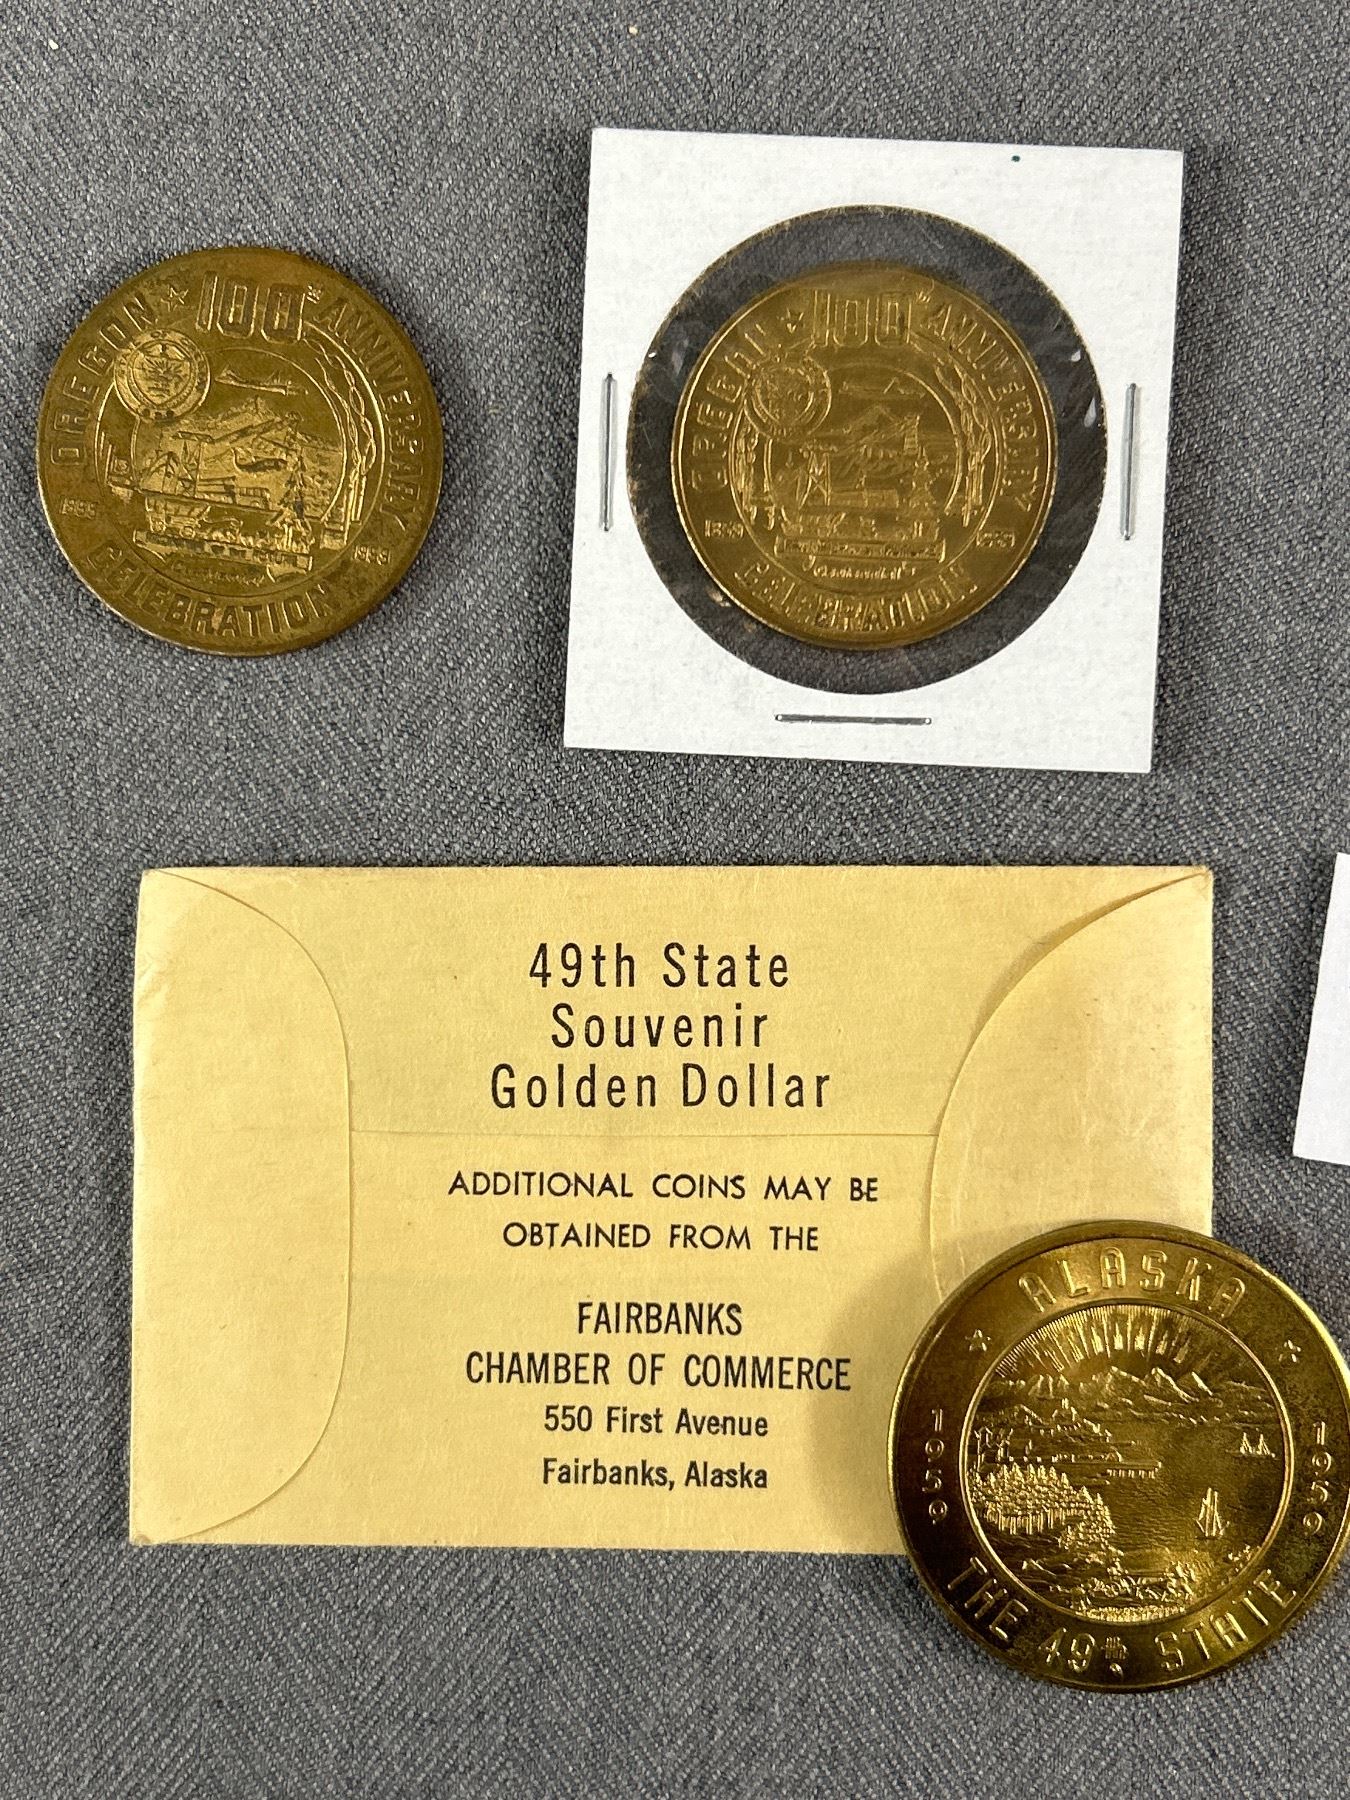 OREGON ★ 100TH ANNIVERSARY
1859 1959
CELEBRATION
Centennial
OREGON ★ 100TH ANNIVERSARY
1859 1959
CELEBRATION
Centennial
49th State
Souvenir
Golden Dollar
ADDITIONAL COINS MAY BE
OBTAINED FROM THE
FAIRBANKS
CHAMBER OF COMMERCE
550 First Avenue
Fairbanks, Alaska
ALASKA
1959 1959
THE 49th STATE